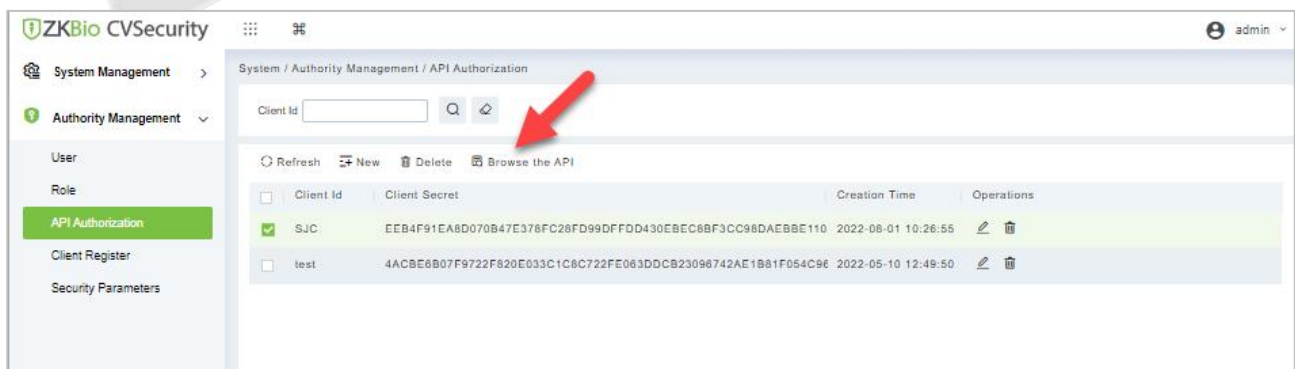 ZKBio CVSecurity
admin
System Management
System / Authority Management / API Authorization
Client Id
Authority Management
User
Refresh New Delete Browse the API
Role
Client Id Client Secret Creation Time Operations
API Authorization
SJC EEB4F91EA8D070B47E378FC28FD99DFFDD430EBEC8BF3CC98DAEBBE110 2022-08-01 10:26:55
Client Register
test 4ACBE6B07F9722F820E033C1C8C722FE063DDCB23096742AE1B81F054C96 2022-05-10 12:49:50
Security Parameters